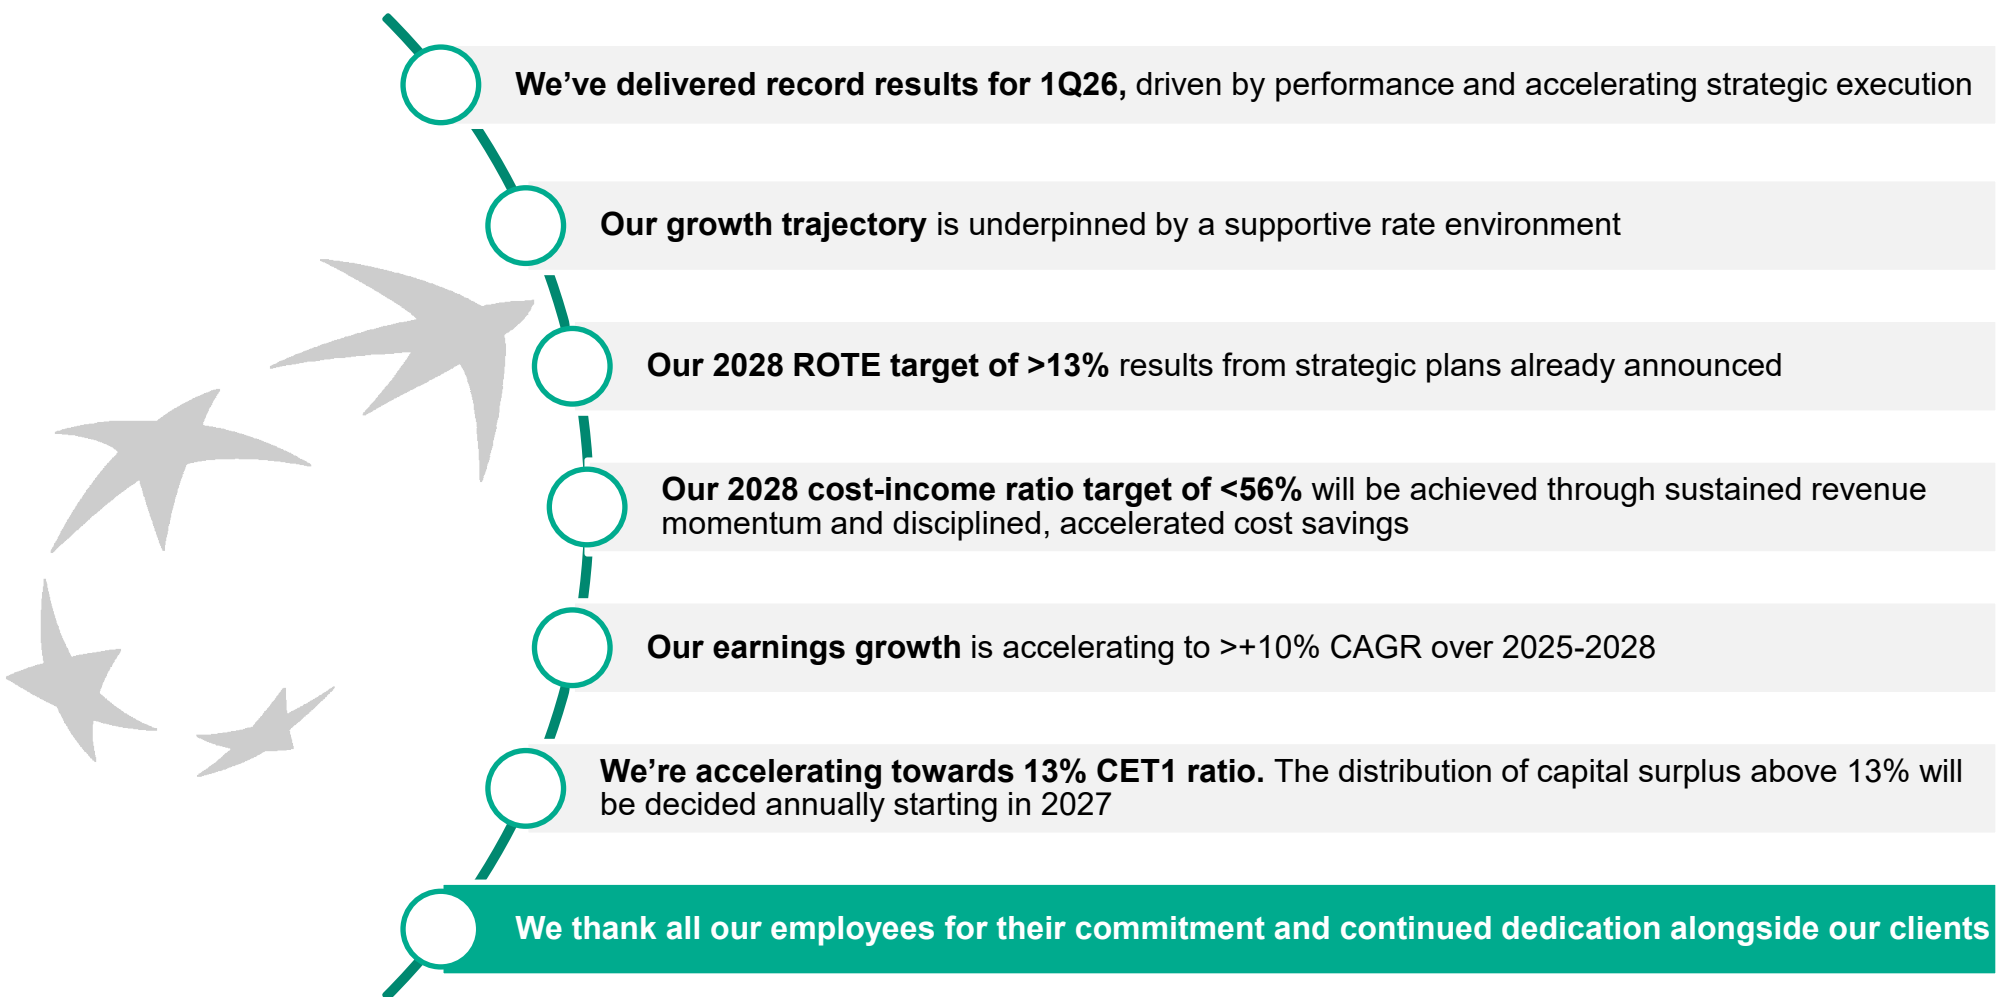 We’ve delivered record results for 1Q26, driven by performance and accelerating strategic execution
Our growth trajectory is underpinned by a supportive rate environment
Our 2028 ROTE target of >13% results from strategic plans already announced
Our 2028 cost-income ratio target of <56% will be achieved through sustained revenue
momentum and disciplined, accelerated cost savings
Our earnings growth is accelerating to >+10% CAGR over 2025-2028
We’re accelerating towards 13% CET1 ratio. The distribution of capital surplus above 13% will
be decided annually starting in 2027
We thank all our employees for their commitment and continued dedication alongside our clients